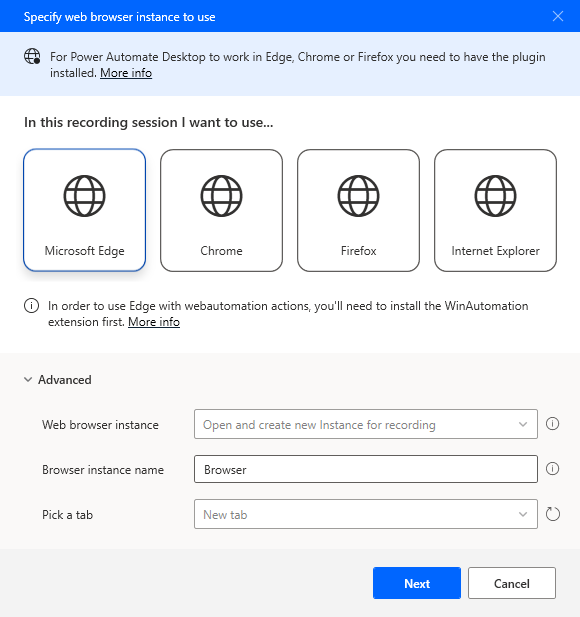 Specify web browser instance to use
For Power Automate Desktop to work in Edge, Chrome or Firefox you need to have the plugin
installed. More info
In this recording session I want to use...
Microsoft Edge
Chrome
Firefox
Internet Explorer
In order to use Edge with webautomation actions, you'll need to install the WinAutomation
extension first. More info
Advanced
Web browser instance
Open and create new Instance for recording
Browser instance name
Browser
Pick a tab
New tab
Next
Cancel